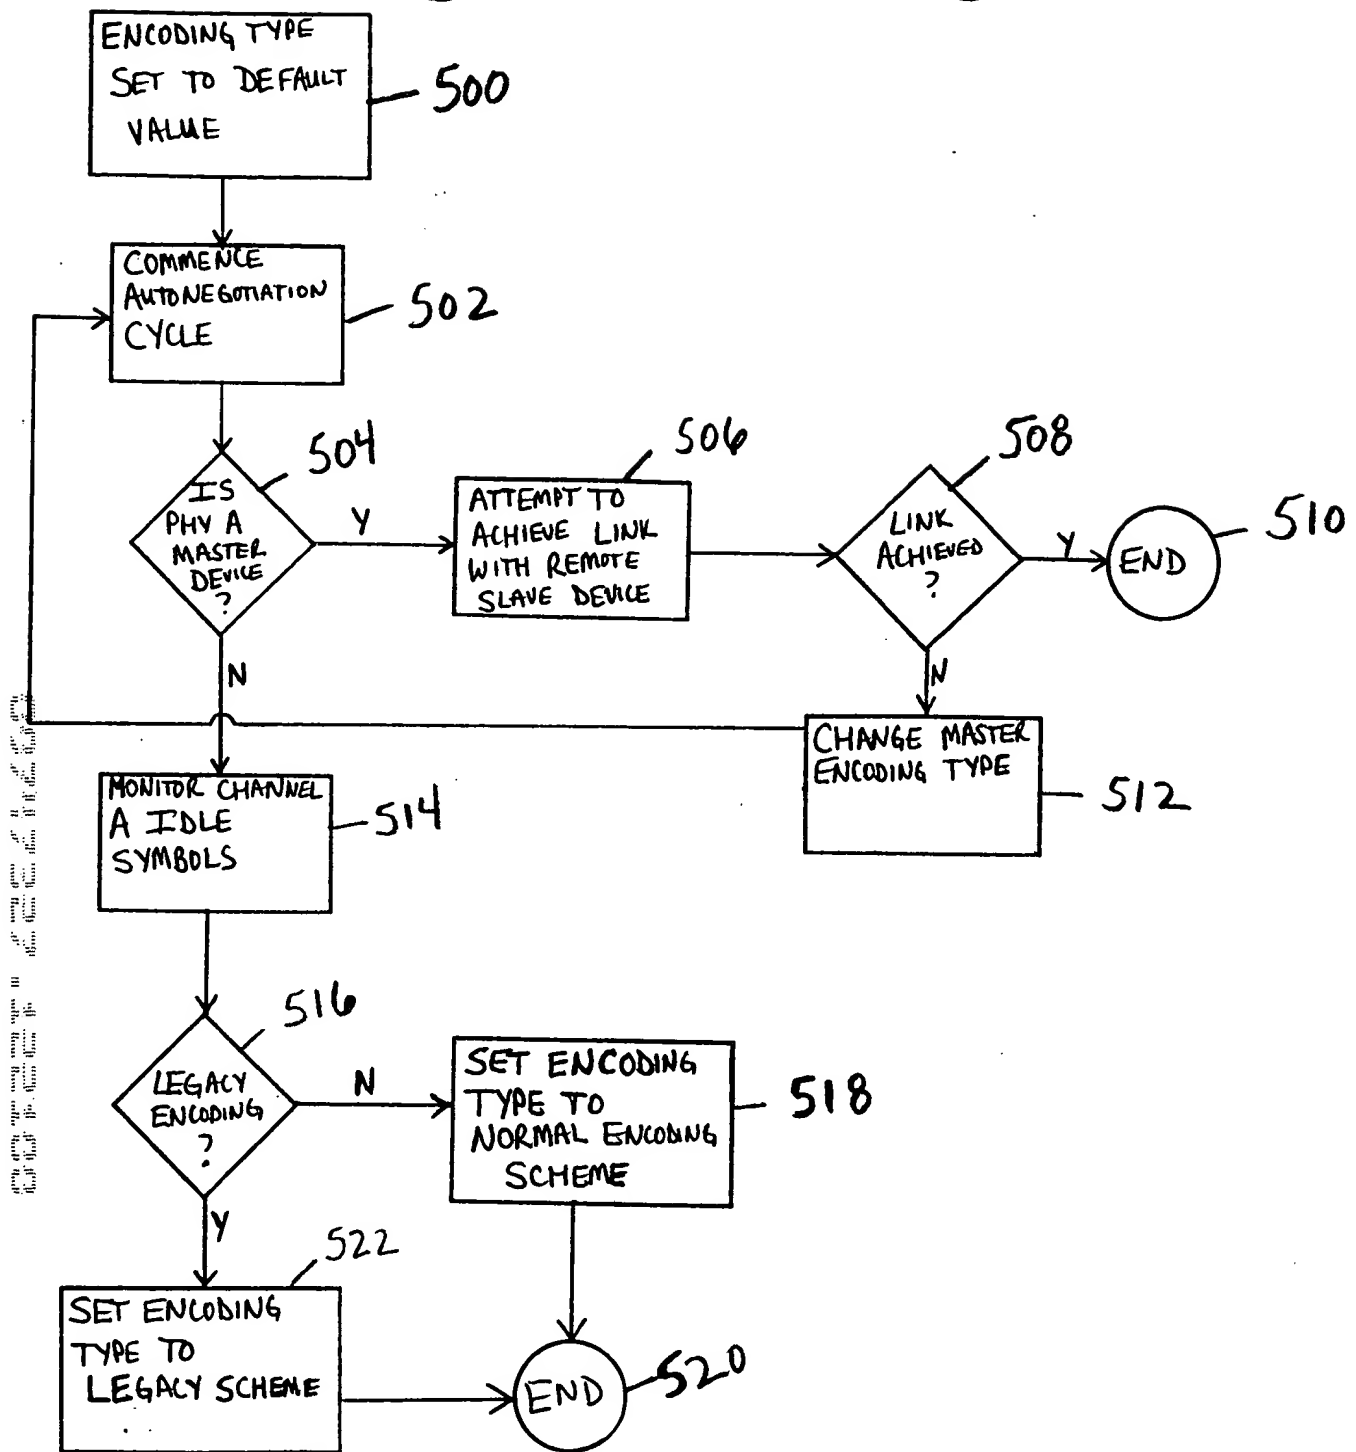 ENCODING TYPE
SET TO DEFAULT
VALUE
500
COMMENCE
AUTONEGOTIATION
CYCLE
502
504
IS
PHY A
MASTER
DEVICE
?
Y
N
506
ATTEMPT TO
ACHIEVE LINK
WITH REMOTE
SLAVE DEVICE
508
LINK
ACHIEVED
?
Y
N
END
510
CHANGE MASTER
ENCODING TYPE
512
MONITOR CHANNEL
A IDLE
SYMBOLS
514
516
LEGACY
ENCODING
?
N
Y
SET ENCODING
TYPE TO
NORMAL ENCODING
SCHEME
518
522
SET ENCODING
TYPE TO
LEGACY SCHEME
END
520